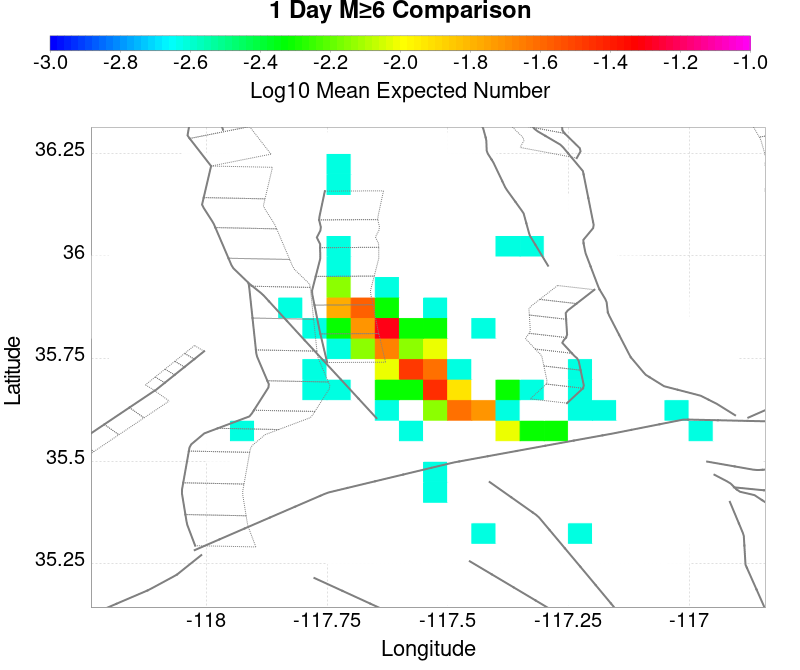 1 Day M≥6 Comparison
-3.0 -2.8 -2.6 -2.4 -2.2 -2.0 -1.8 -1.6 -1.4 -1.2 -1.0
Log10 Mean Expected Number
36.25
36
35.75
35.5
35.25
Latitude
-118 -117.75 -117.5 -117.25 -117
Longitude